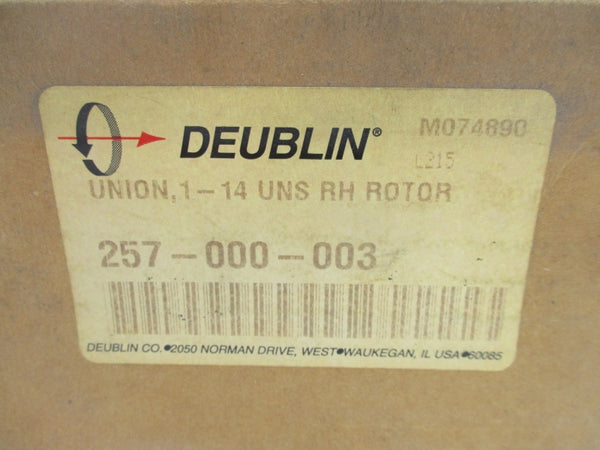 DEUBLIN® M074890
L215
UNION,1-14 UNS RH ROTOR
257-000-003
DEUBLIN CO.●2050 NORMAN DRIVE, WEST●WAUKEGAN, IL USA●60085